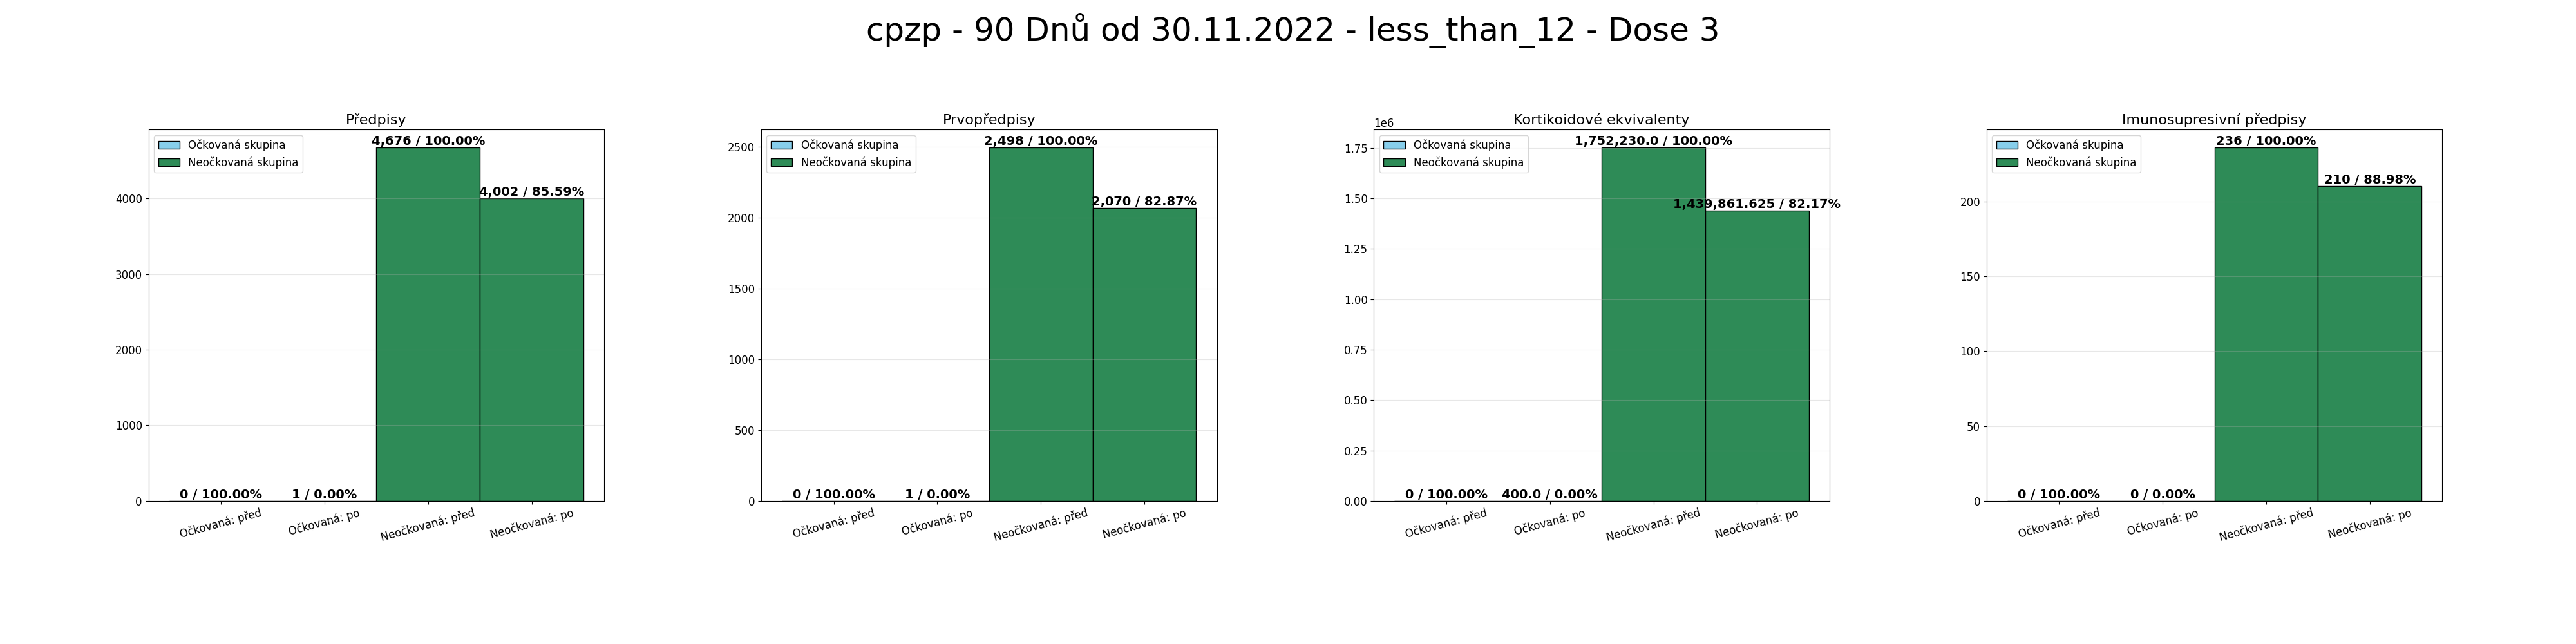 cpzp - 90 Dnů od 30.11.2022 - less_than_12 - Dose 3
Předpisy
Očkovaná skupina
Neočkovaná skupina
4,676 / 100.00%
4,002 / 85.59%
0 / 100.00%
1 / 0.00%
4000
3000
2000
1000
0
Očkovaná: před
Očkovaná: po
Neočkovaná: před
Neočkovaná: po
Prvopředpisy
Očkovaná skupina
Neočkovaná skupina
2,498 / 100.00%
2,070 / 82.87%
0 / 100.00%
1 / 0.00%
2500
2000
1500
1000
500
0
Očkovaná: před
Očkovaná: po
Neočkovaná: před
Neočkovaná: po
Kortikoidové ekvivalenty
1e6
Očkovaná skupina
Neočkovaná skupina
1,752,230.0 / 100.00%
1,439,861.625 / 82.17%
0 / 100.00%
400.0 / 0.00%
1.75
1.50
1.25
1.00
0.75
0.50
0.25
0.00
Očkovaná: před
Očkovaná: po
Neočkovaná: před
Neočkovaná: po
Imunosupresivní předpisy
Očkovaná skupina
Neočkovaná skupina
236 / 100.00%
210 / 88.98%
0 / 100.00%
0 / 0.00%
200
150
100
50
0
Očkovaná: před
Očkovaná: po
Neočkovaná: před
Neočkovaná: po